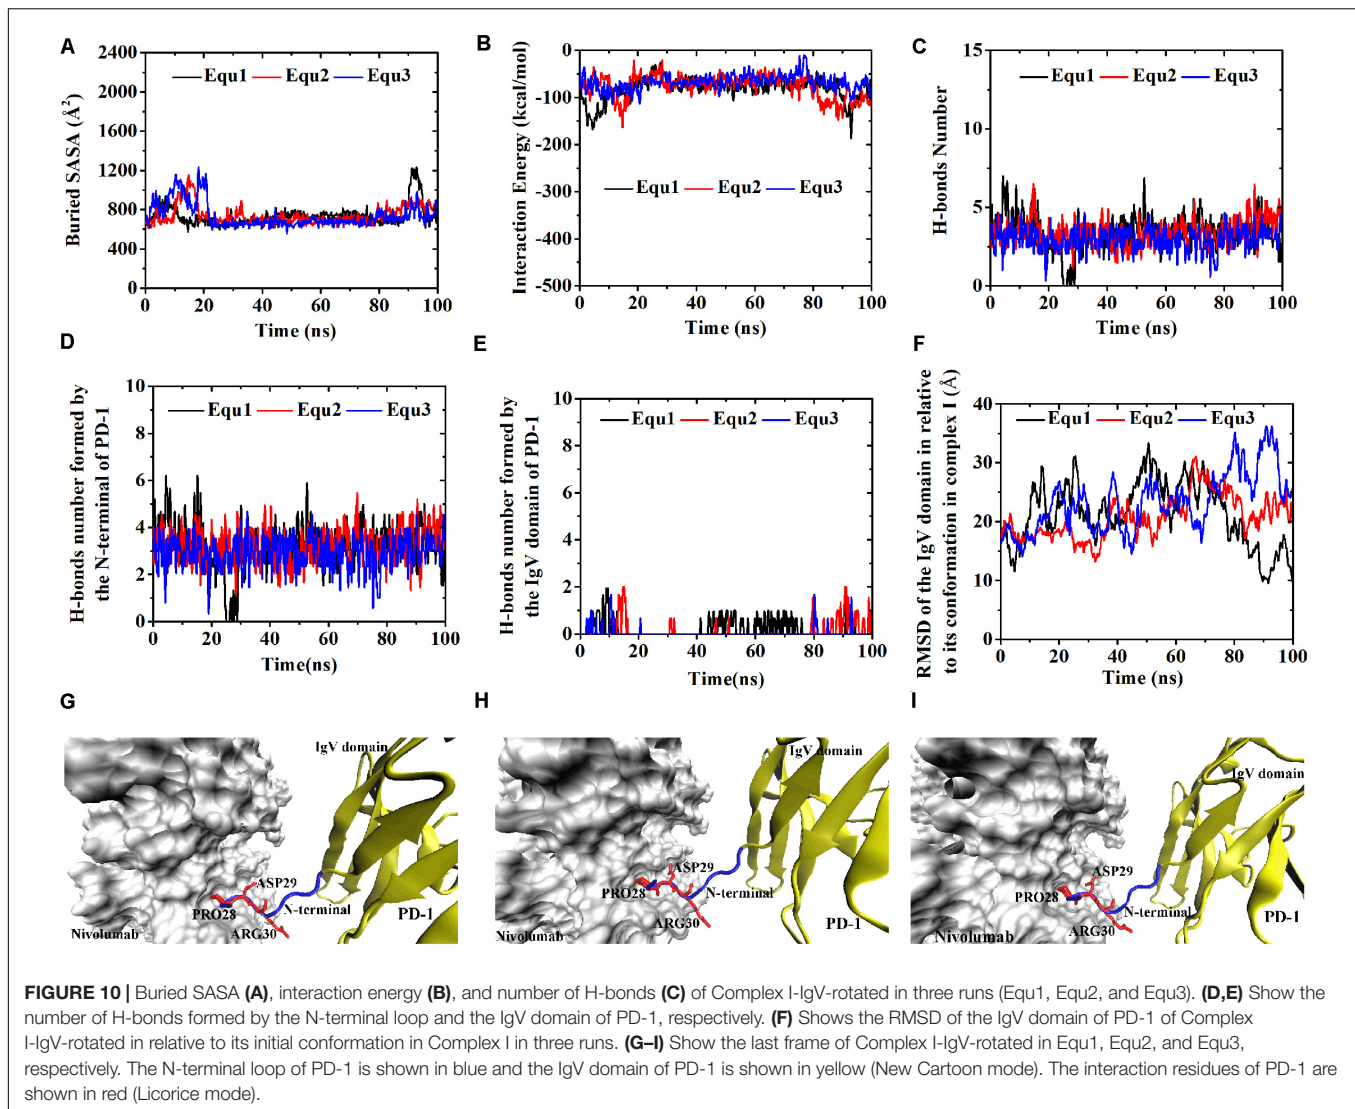 A
Buried SASA (Å²)
2400
2000
1600
1200
800
400
0
Equ1 Equ2 Equ3
0 20 40 60 80 100
Time (ns)
B
Interaction Energy (kcal/mol)
0
-100
-200
-300
-400
-500
Equ1 Equ2 Equ3
0 20 40 60 80 100
Time (ns)
C
H-bonds Number
15
10
5
0
Equ1 Equ2 Equ3
0 20 40 60 80 100
Time (ns)
D
H-bonds number formed by
the N-terminal of PD-1
10
8
6
4
2
0
Equ1 Equ2 Equ3
0 20 40 60 80 100
Time(ns)
E
H-bonds number formed by
the IgV domain of PD-1
10
8
6
4
2
0
Equ1 Equ2 Equ3
0 20 40 60 80 100
Time(ns)
F
RMSD of the IgV domain in relative
to its conformation in complex I (Å)
40
30
20
10
0
Equ1 Equ2 Equ3
0 20 40 60 80 100
Time (ns)
G
IgV domain
ASP29
PRO28
N-terminal
ARG30
PD-1
Nivolumab
H
IgV domain
ASP29
PRO28
N-terminal
ARG30
PD-1
Nivolumab
I
IgV domain
ASP29
PRO28
N-terminal
ARG30
PD-1
Nivolumab
FIGURE 10 | Buried SASA (A), interaction energy (B), and number of H-bonds (C) of Complex I-IgV-rotated in three runs (Equ1, Equ2, and Equ3). (D,E) Show the
number of H-bonds formed by the N-terminal loop and the IgV domain of PD-1, respectively. (F) Shows the RMSD of the IgV domain of PD-1 of Complex
I-IgV-rotated in relative to its initial conformation in Complex I in three runs. (G–I) Show the last frame of Complex I-IgV-rotated in Equ1, Equ2, and Equ3,
respectively. The N-terminal loop of PD-1 is shown in blue and the IgV domain of PD-1 is shown in yellow (New Cartoon mode). The interaction residues of PD-1 are
shown in red (Licorice mode).